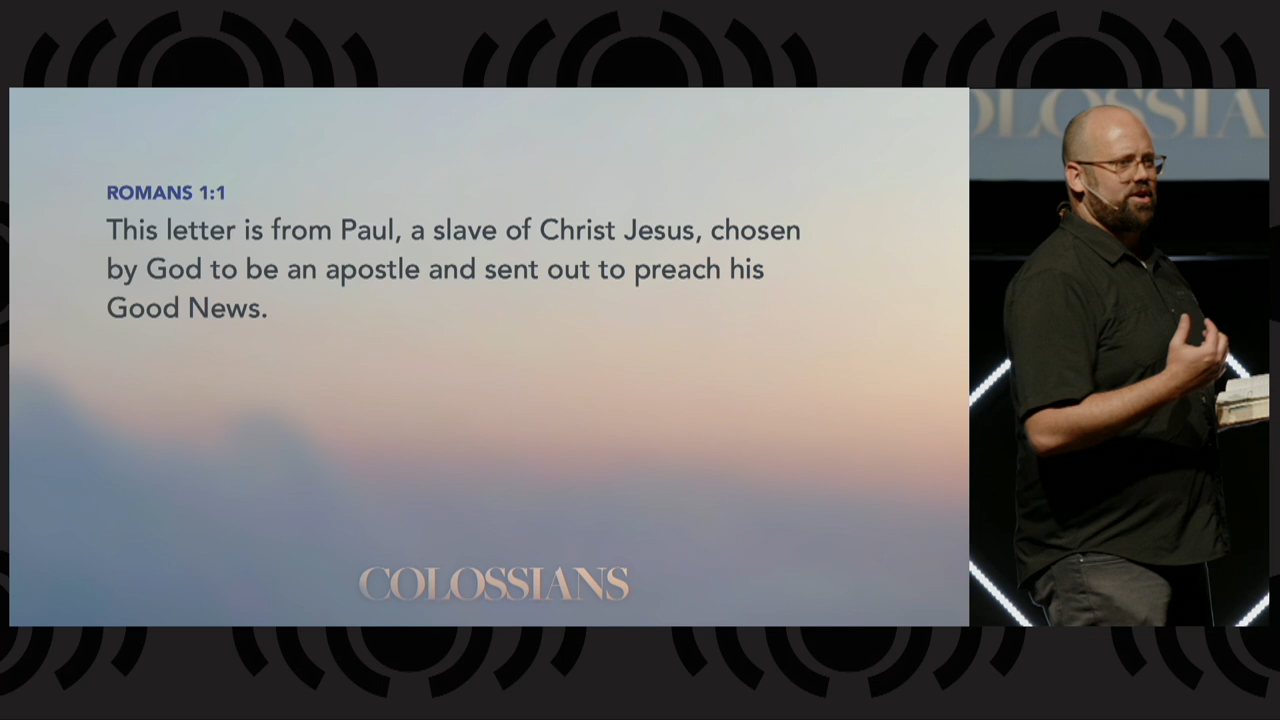 ROMANS 1:1
This letter is from Paul, a slave of Christ Jesus, chosen
by God to be an apostle and sent out to preach his
Good News.
COLOSSIANS
OLOSSIA